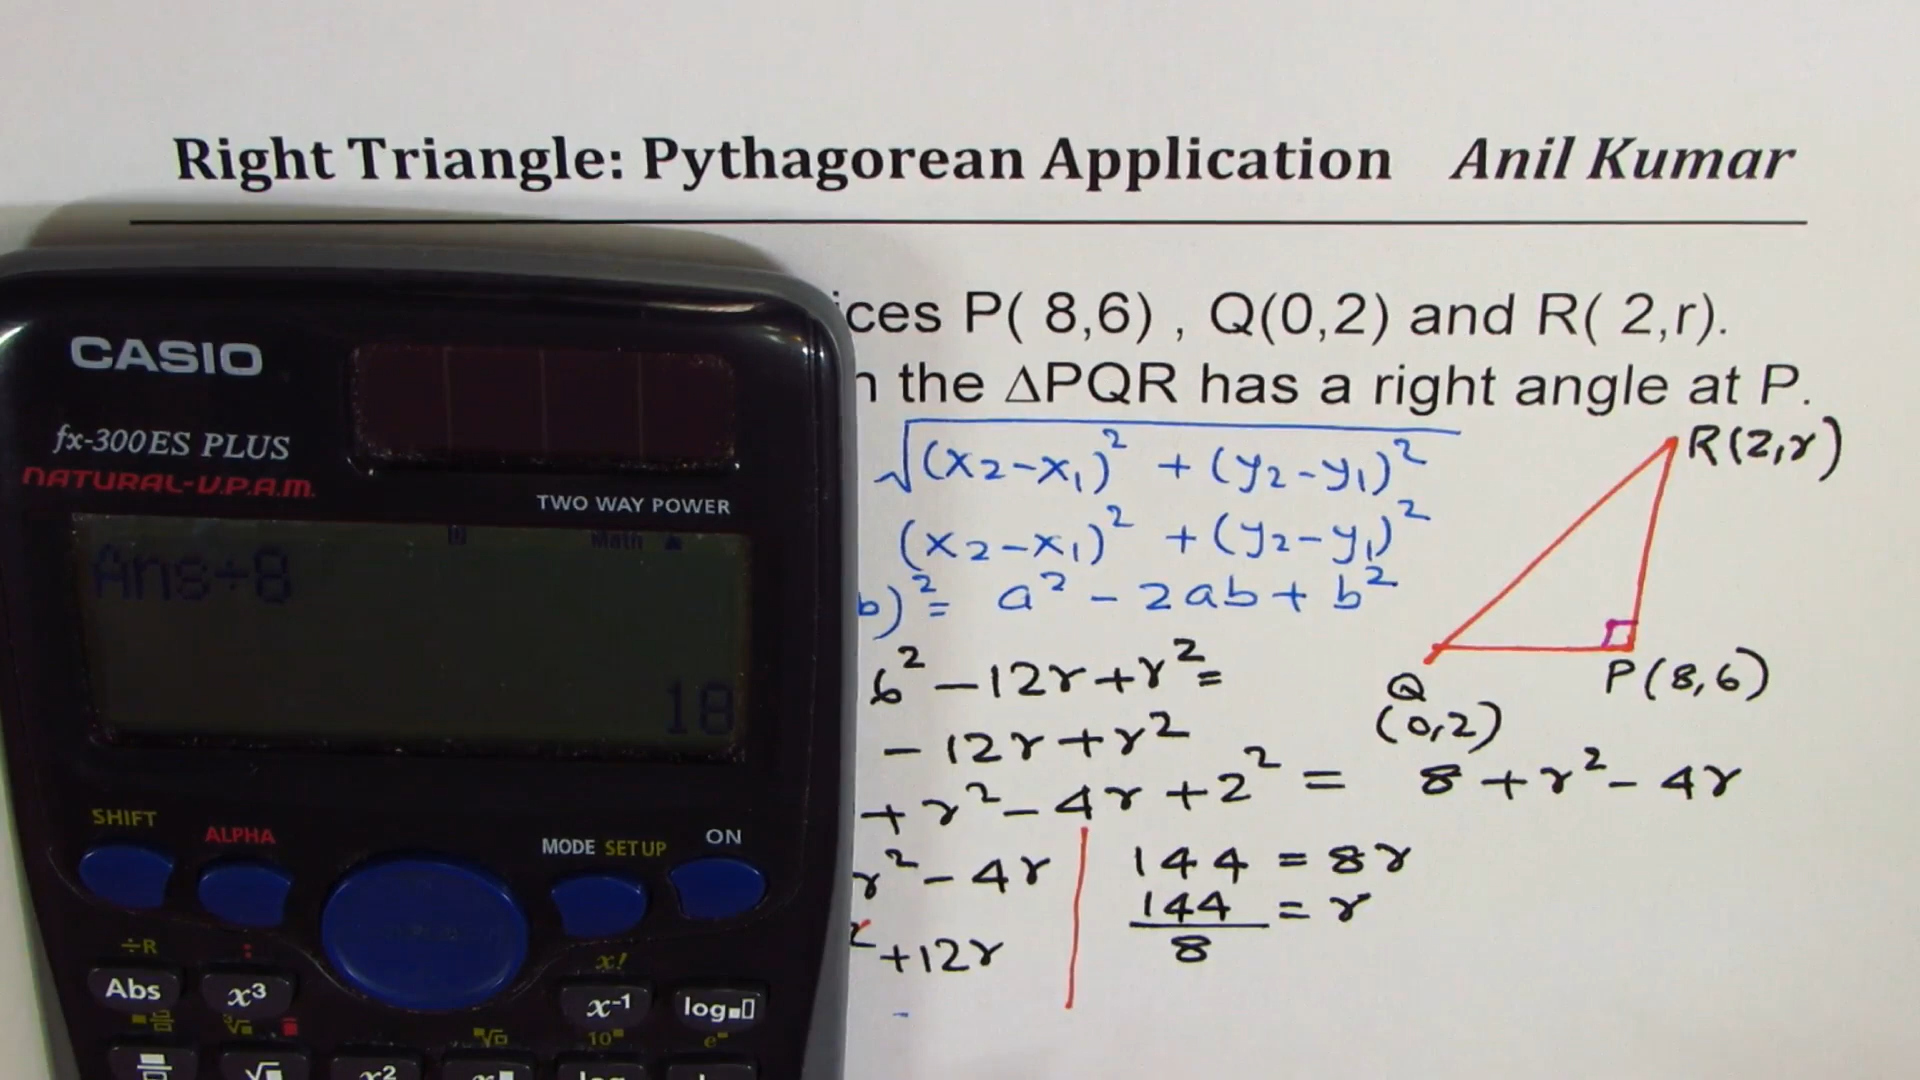 Right Triangle: Pythagorean Application Anil Kumar
ices P( 8,6) , Q(0,2) and R( 2,r).
the ΔPQR has a right angle at P.
√(x₂-x₁)² + (y₂-y₁)²
(x₂-x₁)² + (y₂-y₁)²
b)² = a² - 2ab + b²
6² - 12r + r² =
- 12r + r²
+ r² - 4r + 2² = 8 + r² - 4r
r² - 4r
+12r
144 = 8r
144/8 = r
R(2,r)
P(8,6)
Q
(0,2)
CASIO
fx-300ES PLUS
NATURAL-V.P.A.M.
TWO WAY POWER
Math
Ans÷8
18
SHIFT
ALPHA
MODE SETUP
ON
÷R
:
x!
Abs
x³
x⁻¹
log
10
e
x²